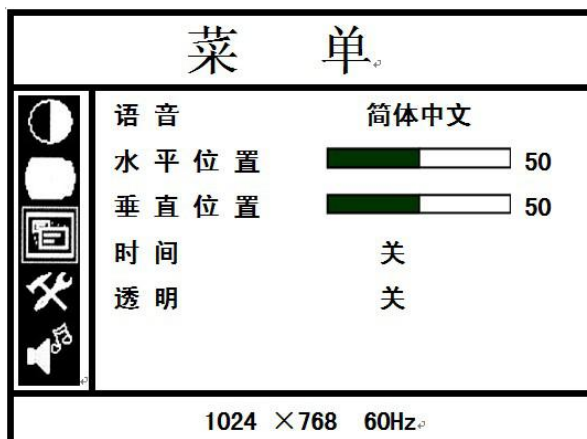 菜 单
语 音 简体中文
水 平 位 置 50
垂 直 位 置 50
时 间 关
透 明 关
1024 ×768 60Hz